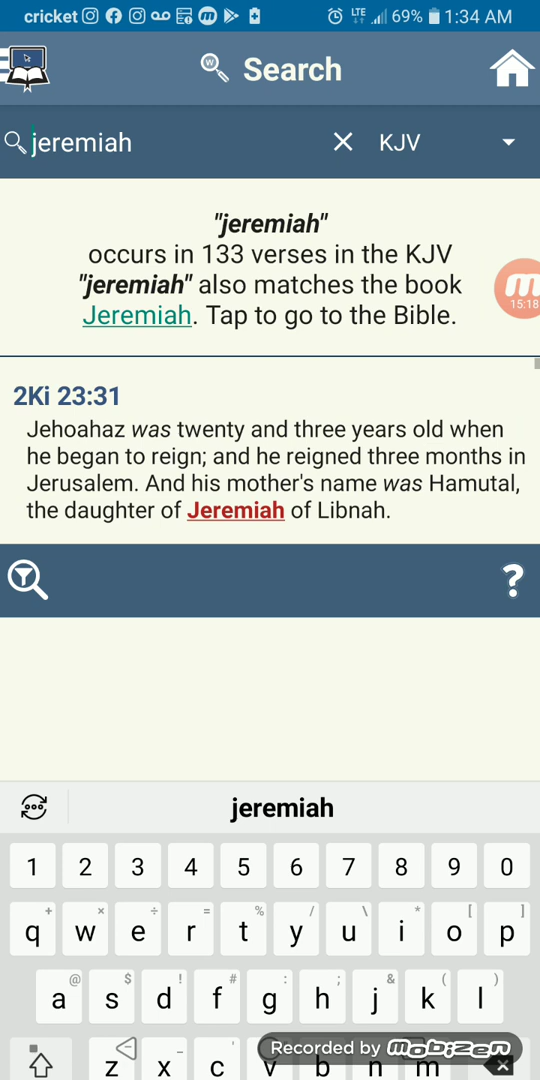 cricket LTE 69% 1:34 AM
W Search
jeremiah KJV
"jeremiah"
occurs in 133 verses in the KJV
"jeremiah" also matches the book
Jeremiah. Tap to go to the Bible.
m
15:18
2Ki 23:31
Jehoahaz was twenty and three years old when
he began to reign; and he reigned three months in
Jerusalem. And his mother's name was Hamutal,
the daughter of Jeremiah of Libnah.
?
jeremiah
1 2 3 4 5 6 7 8 9 0
+ × ÷ = % / \ * [ ]
q w e r t y u i o p
@ $ ! # : ; & ( )
a s d f g h j k l
Recorded by mobizen
z x c v b n m